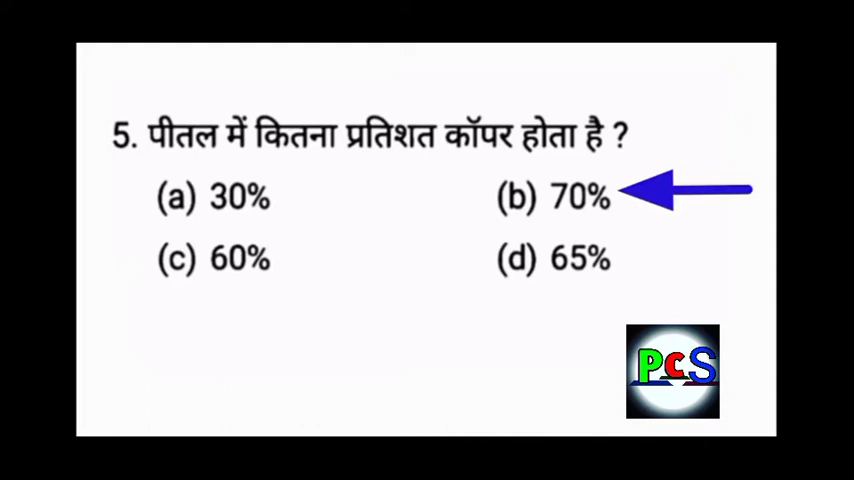 5. पीतल में कितना प्रतिशत कॉपर होता है ?
(a) 30% (b) 70%
(c) 60% (d) 65%
PCS